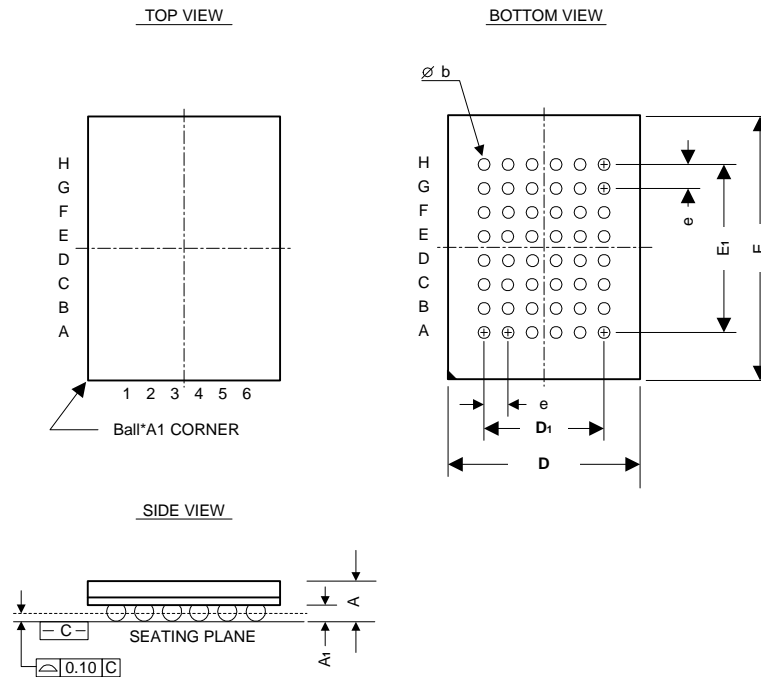 TOP VIEW
H
G
F
E
D
C
B
A
1 2 3 4 5 6
Ball*A1 CORNER
BOTTOM VIEW
Ø b
H
G
F
E
D
C
B
A
e
E1
E
e
D1
D
SIDE VIEW
A
A1
– C –
SEATING PLANE
0.10 C